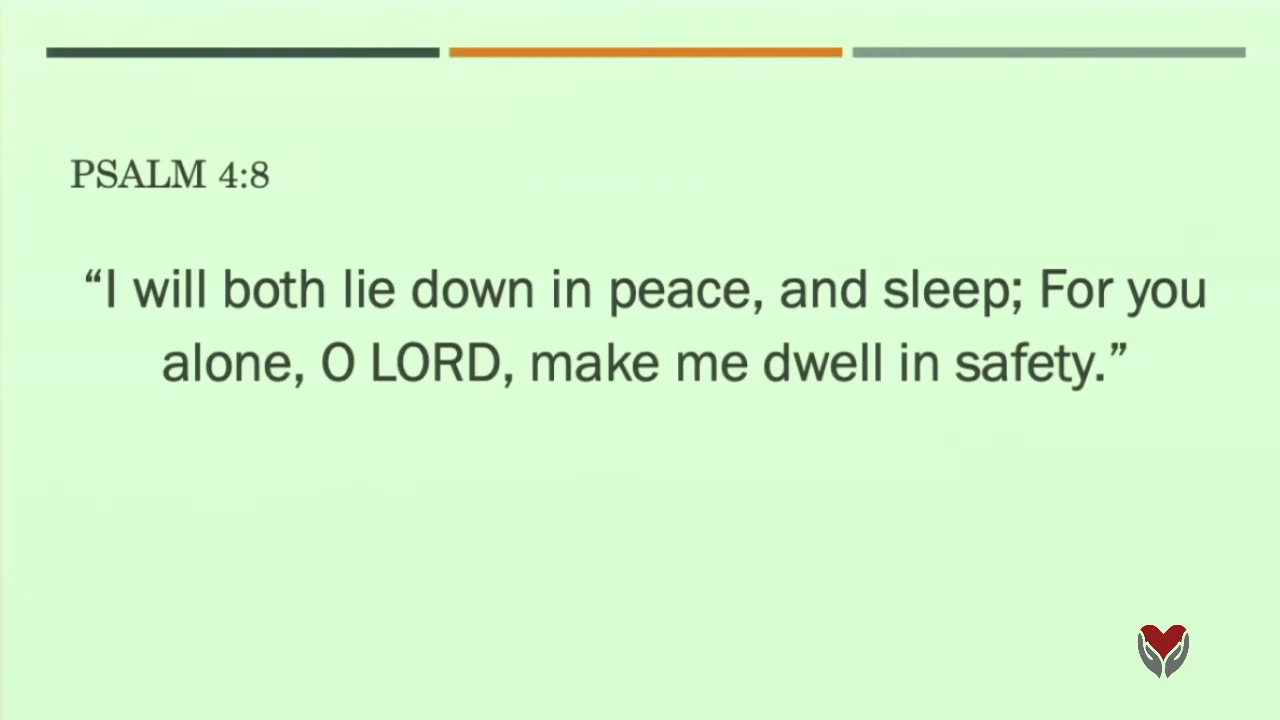 PSALM 4:8
“I will both lie down in peace, and sleep; For you
alone, O LORD, make me dwell in safety.”